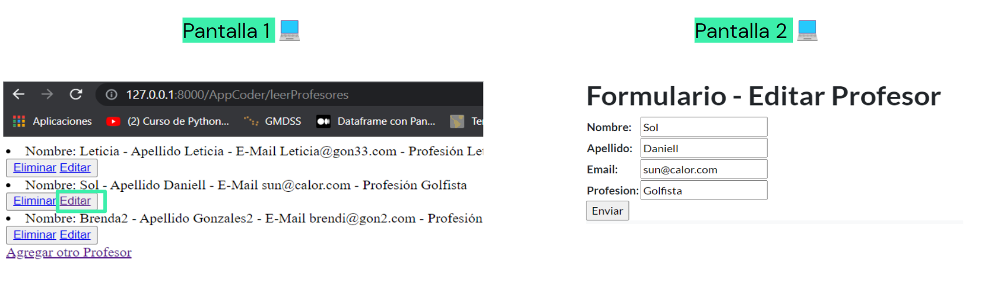 Pantalla 1
Pantalla 2
127.0.0.1:8000/AppCoder/leerProfesores
Aplicaciones (2) Curso de Python... GMDSS Dataframe con Pan...
Nombre: Leticia - Apellido Leticia - E-Mail Leticia@gon33.com - Profesión
Eliminar Editar
Nombre: Sol - Apellido Daniell - E-Mail sun@calor.com - Profesión Golfista
Eliminar Editar
Nombre: Brenda2 - Apellido Gonzales2 - E-Mail brendi@gon2.com - Profesión
Eliminar Editar
Agregar otro Profesor
Formulario - Editar Profesor
Nombre: Sol
Apellido: Daniell
Email: sun@calor.com
Profesion: Golfista
Enviar